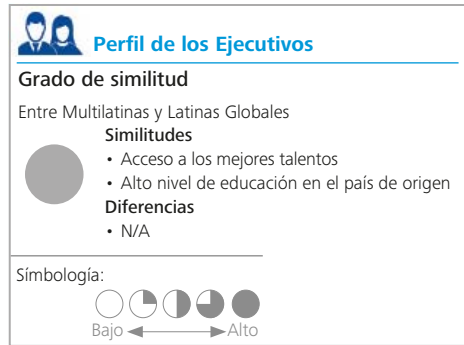 Perfil de los Ejecutivos
Grado de similitud
Entre Multilatinas y Latinas Globales
Similitudes
• Acceso a los mejores talentos
• Alto nivel de educación en el país de origen
Diferencias
• N/A
Símbología:
Bajo Alto